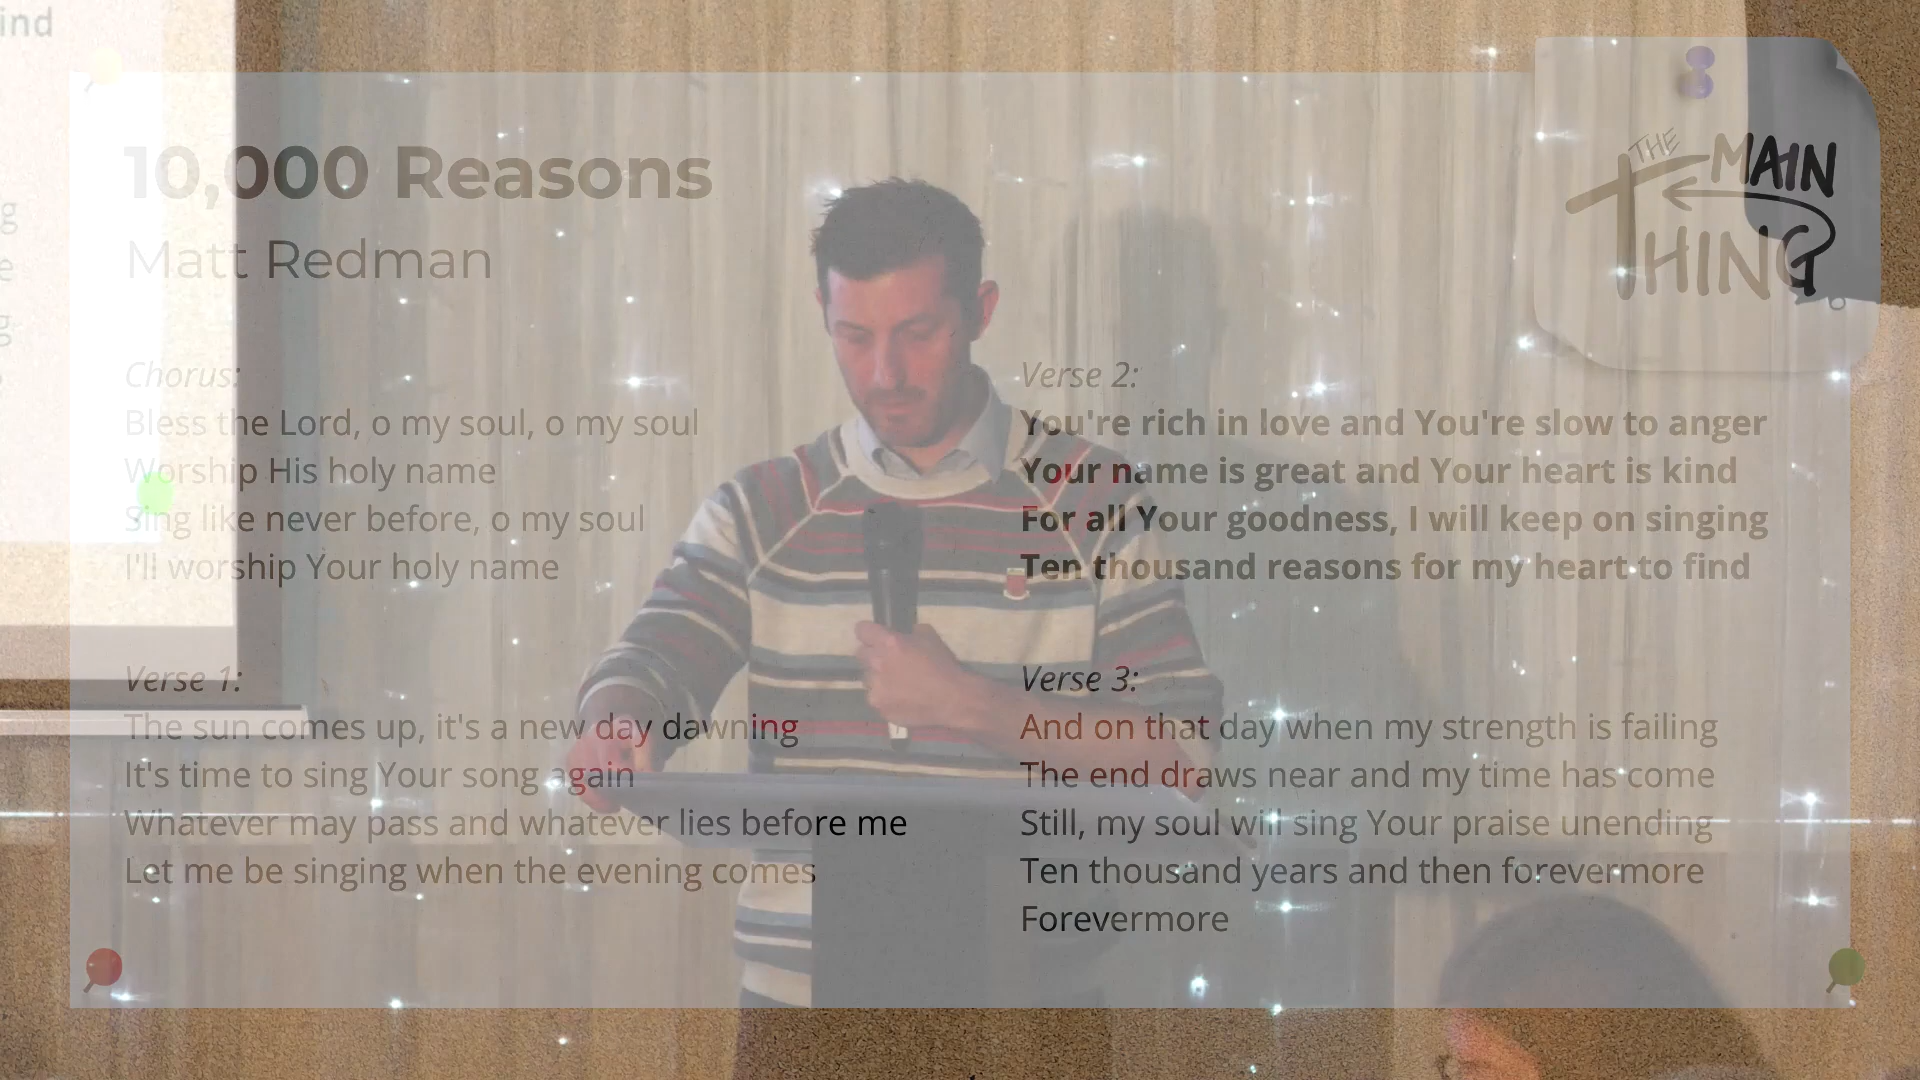 ind
g
e
g
10,000 Reasons
Matt Redman
THE MAIN
THING
Chorus:
Bless the Lord, o my soul, o my soul
Worship His holy name
Sing like never before, o my soul
I'll worship Your holy name
Verse 1:
The sun comes up, it's a new day dawning
It's time to sing Your song again
Whatever may pass and whatever lies before me
Let me be singing when the evening comes
Verse 2:
You're rich in love and You're slow to anger
Your name is great and Your heart is kind
For all Your goodness, I will keep on singing
Ten thousand reasons for my heart to find
Verse 3:
And on that day when my strength is failing
The end draws near and my time has come
Still, my soul will sing Your praise unending
Ten thousand years and then forevermore
Forevermore